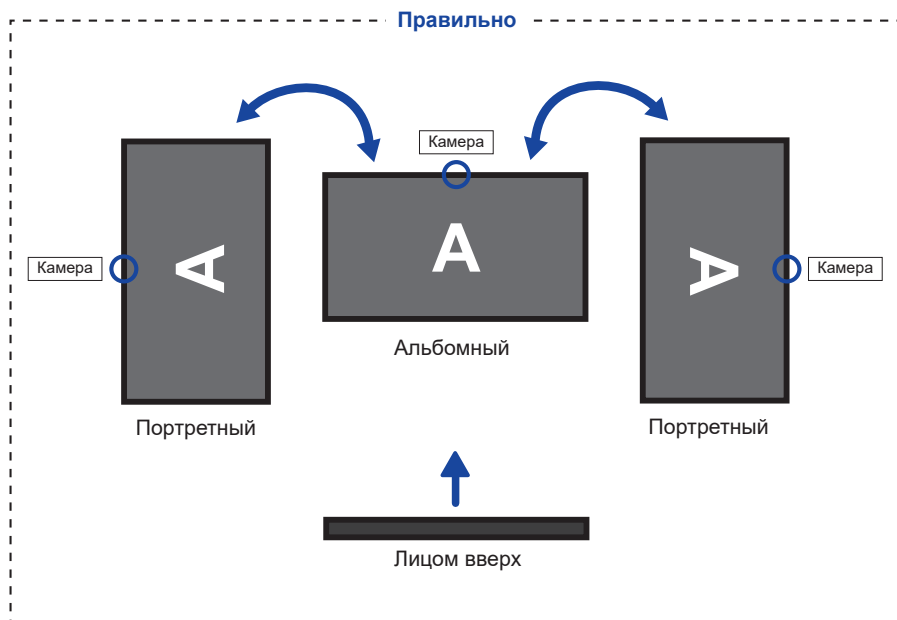 Правильно
Камера
Камера
A
Камера
A
A
Альбомный
Портретный
Портретный
Лицом вверх